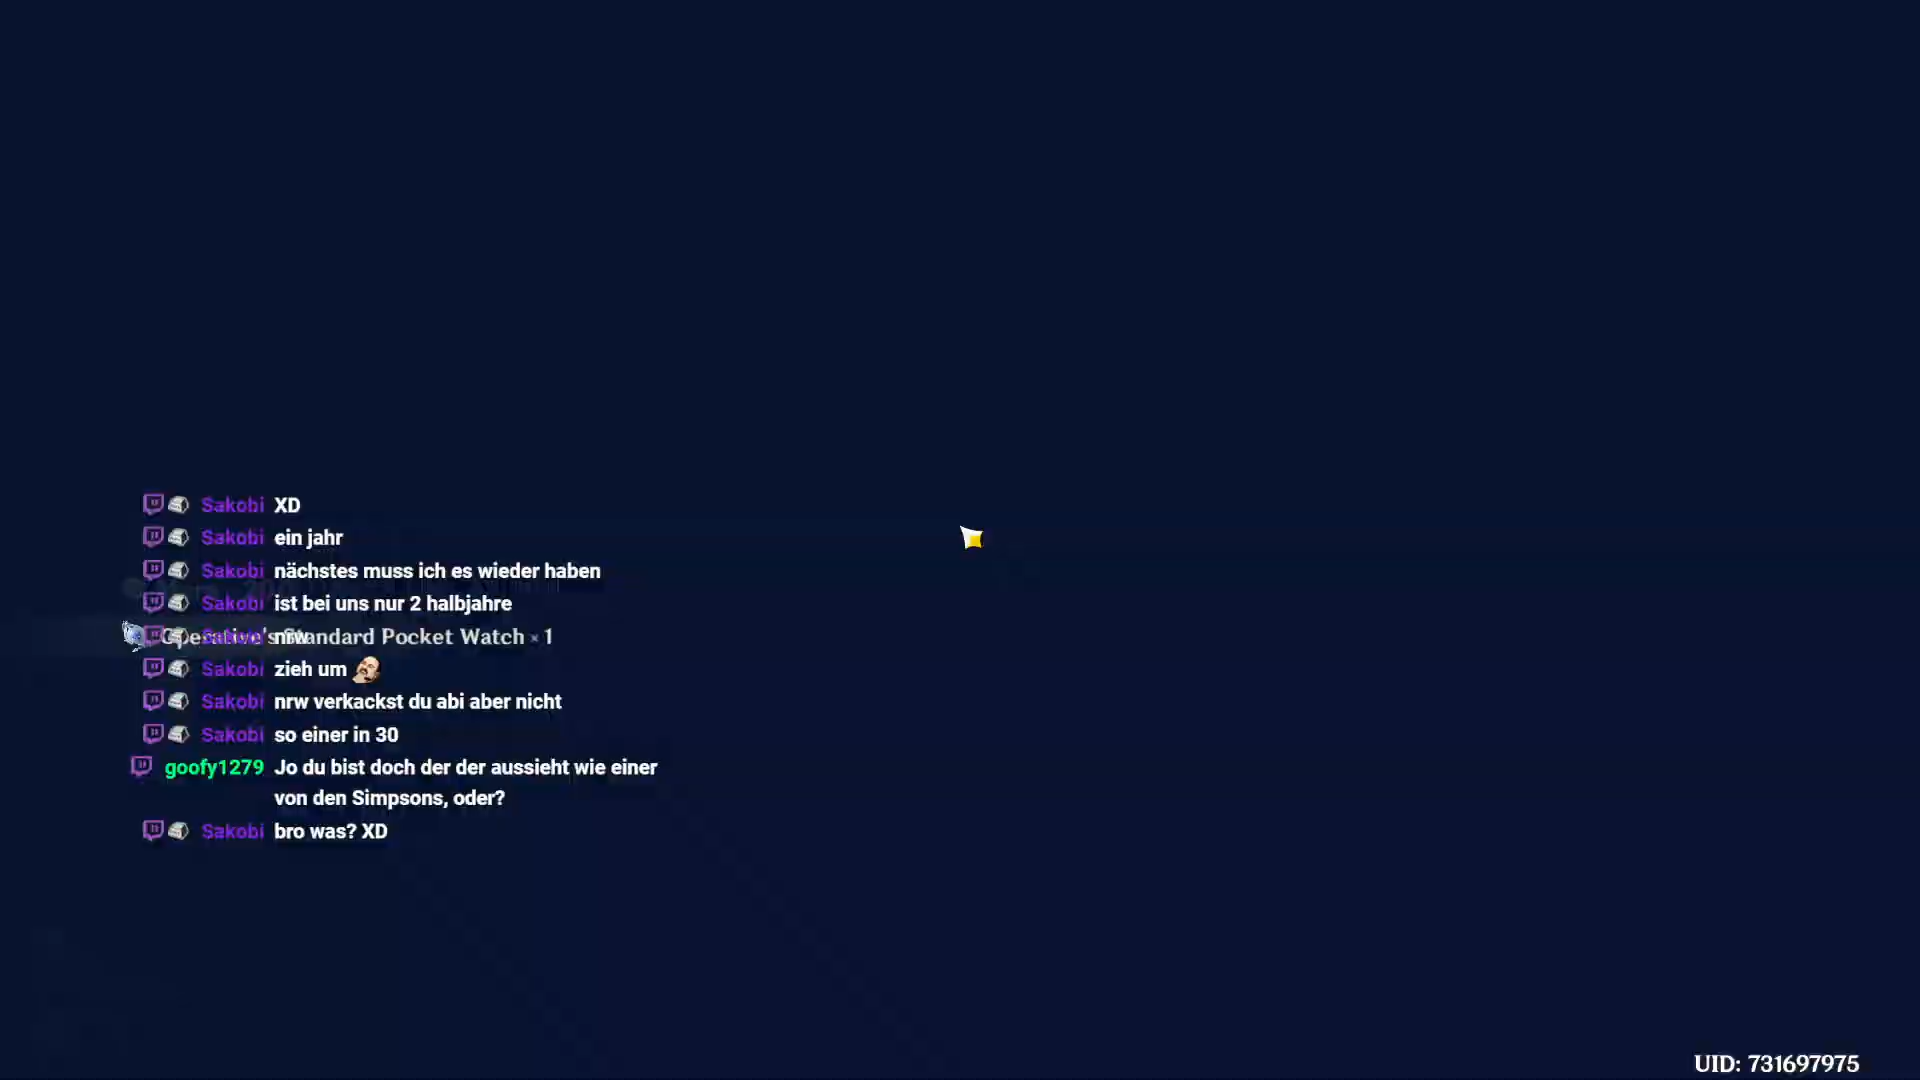 Sakobi XD
Sakobi ein jahr
Sakobi nächstes muss ich es wieder haben
Sakobi ist bei uns nur 2 halbjahre
Sakobi nrw
Operative's Standard Pocket Watch × 1
Sakobi zieh um
Sakobi nrw verkackst du abi aber nicht
Sakobi so einer in 30
goofy1279 Jo du bist doch der der aussieht wie einer
von den Simpsons, oder?
Sakobi bro was? XD
UID: 731697975